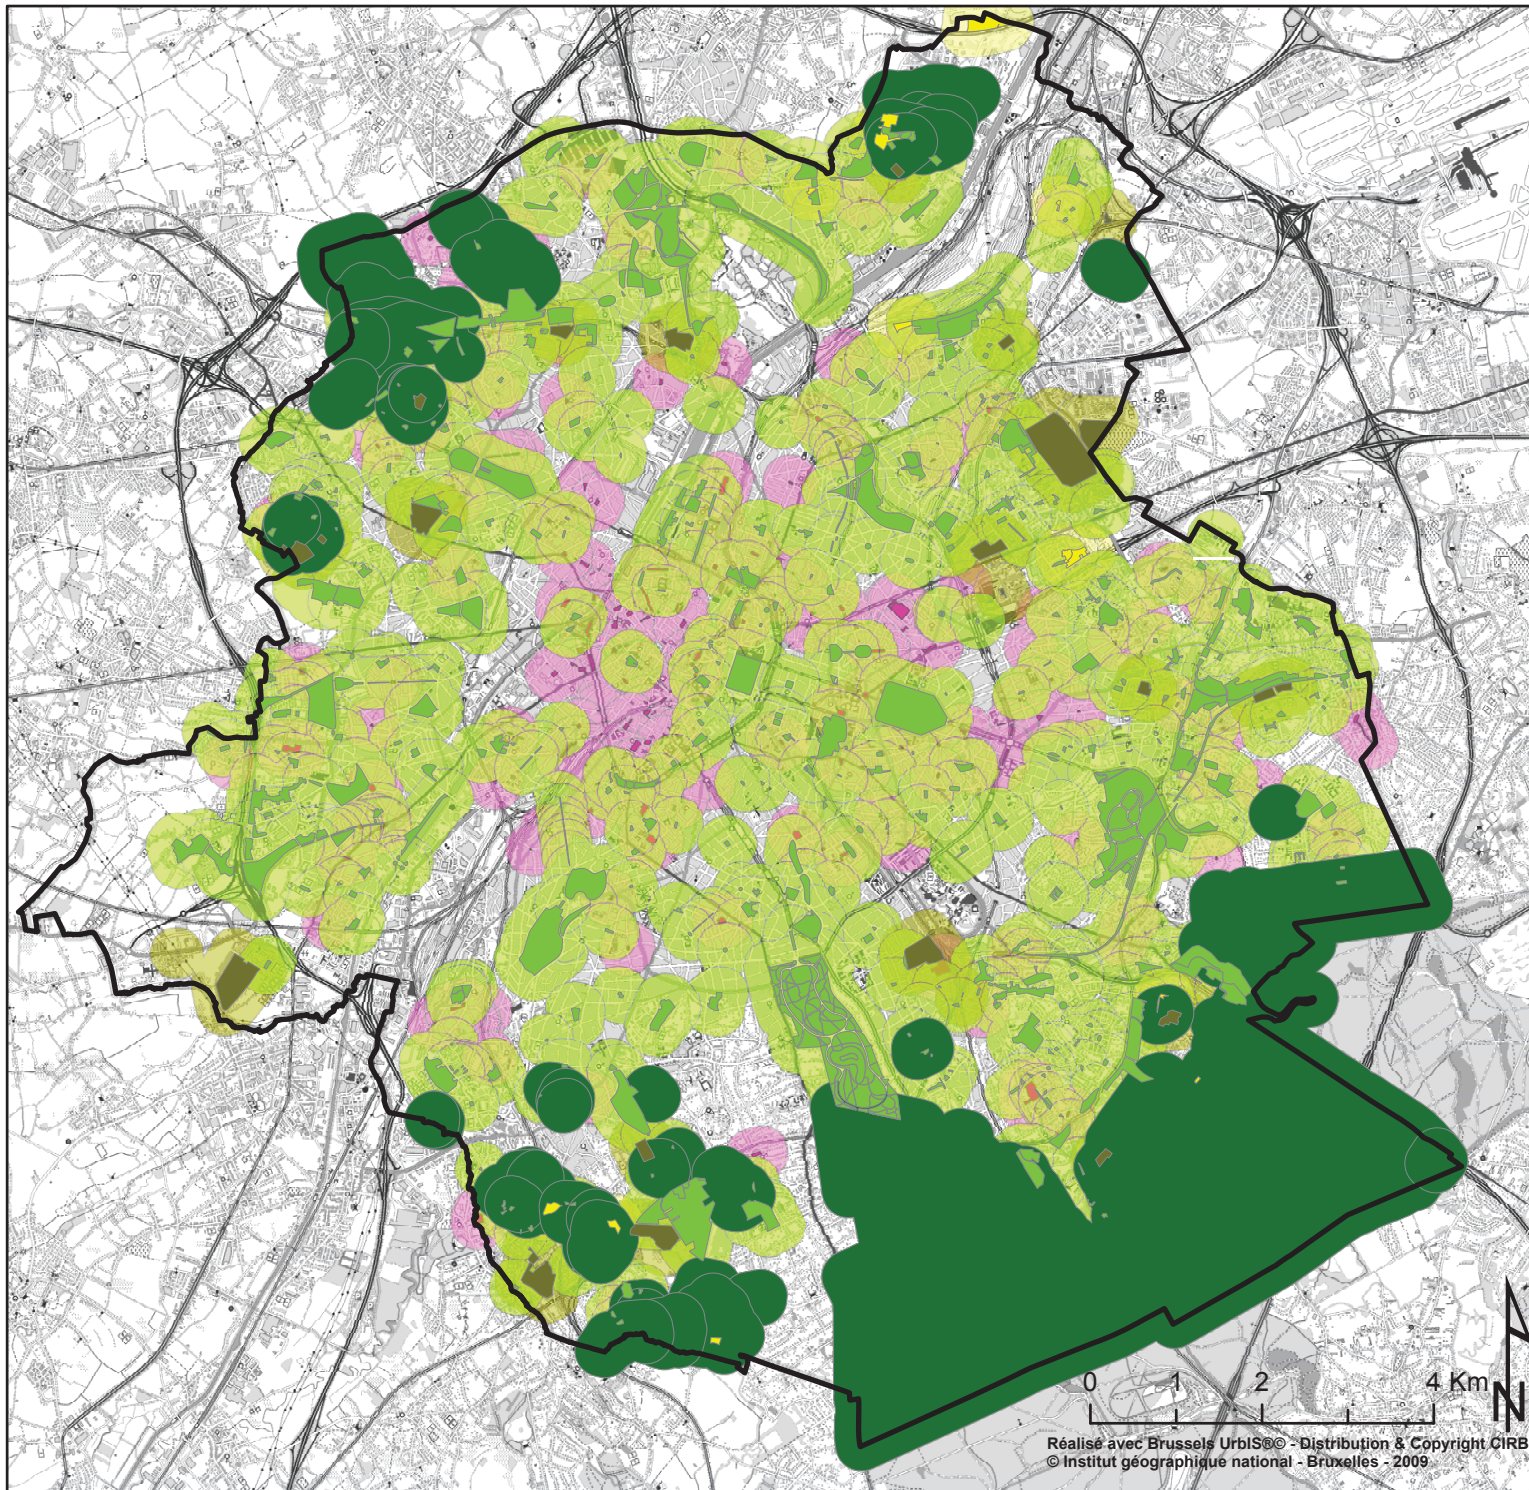 0 1 2 4 Km
N
Réalisé avec Brussels UrbIS®© - Distribution & Copyright CIRB
© Institut géographique national - Bruxelles - 2009